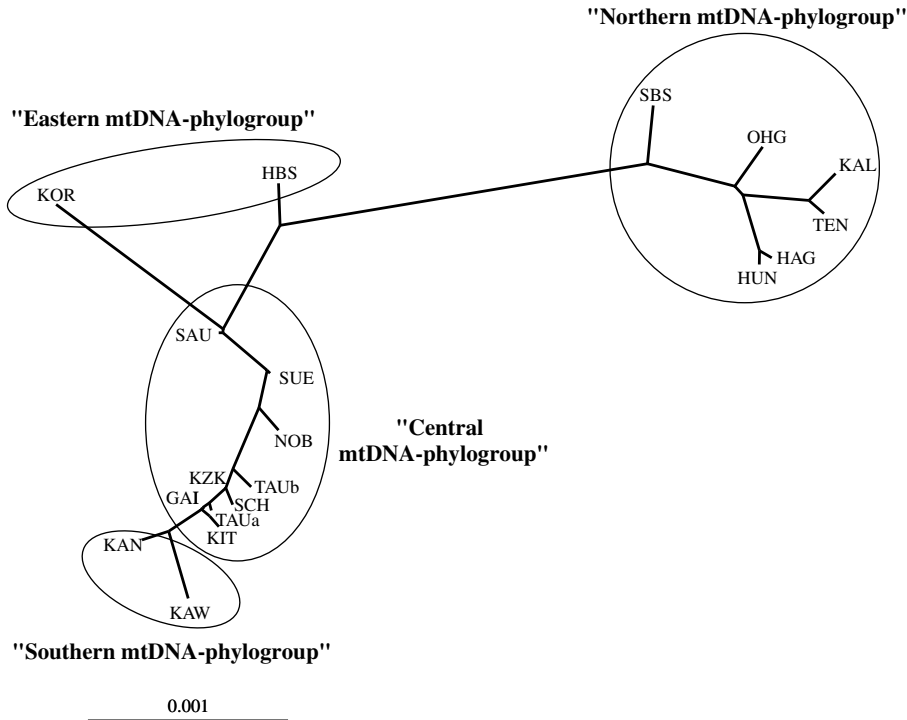 "Northern mtDNA-phylogroup"
SBS
"Eastern mtDNA-phylogroup"
OHG
KAL
HBS
KOR
TEN
HAG
HUN
SAU
SUE
"Central
mtDNA-phylogroup"
NOB
KZK
TAUb
GAI
SCH
TAUa
KIT
KAN
KAW
"Southern mtDNA-phylogroup"
0.001